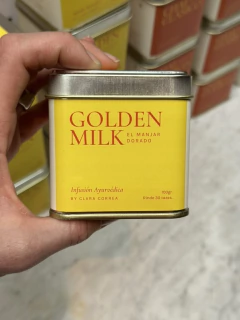 GOLDEN
MILK EL MANJAR
DORADO
Infusión Ayurvédica
BY CLARA CORREA